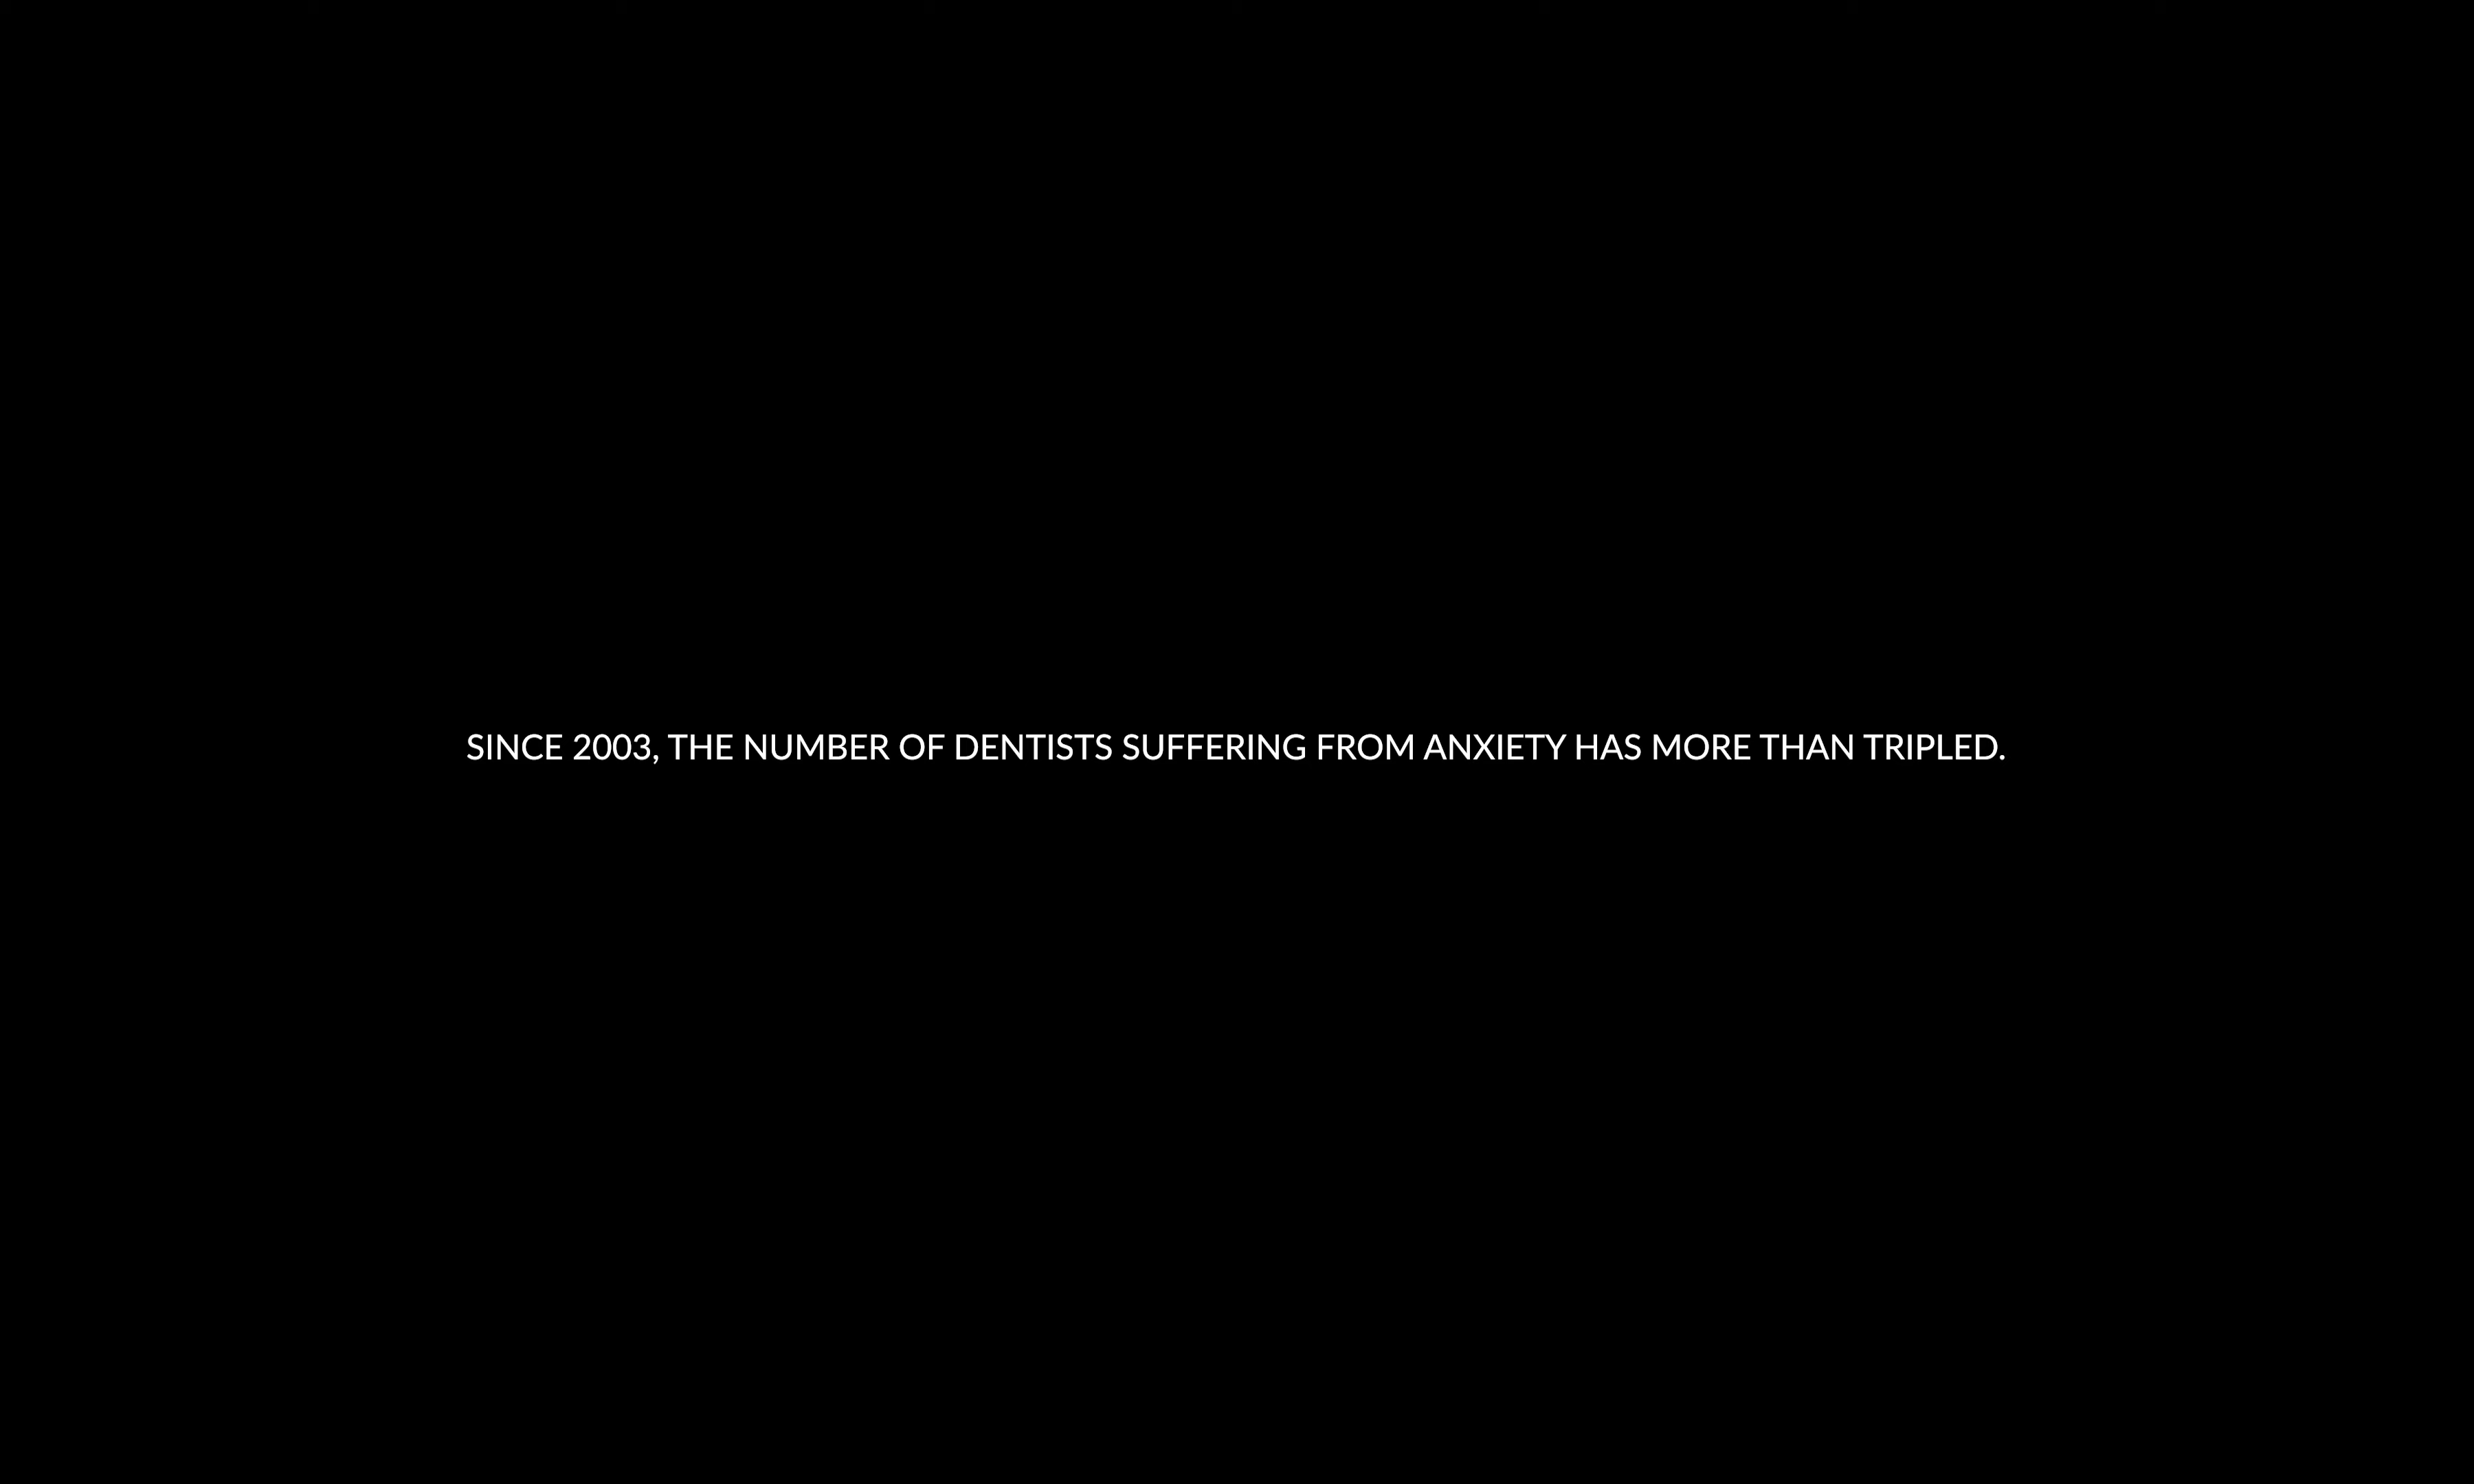 SINCE 2003, THE NUMBER OF DENTISTS SUFFERING FROM ANXIETY HAS MORE THAN TRIPLED.